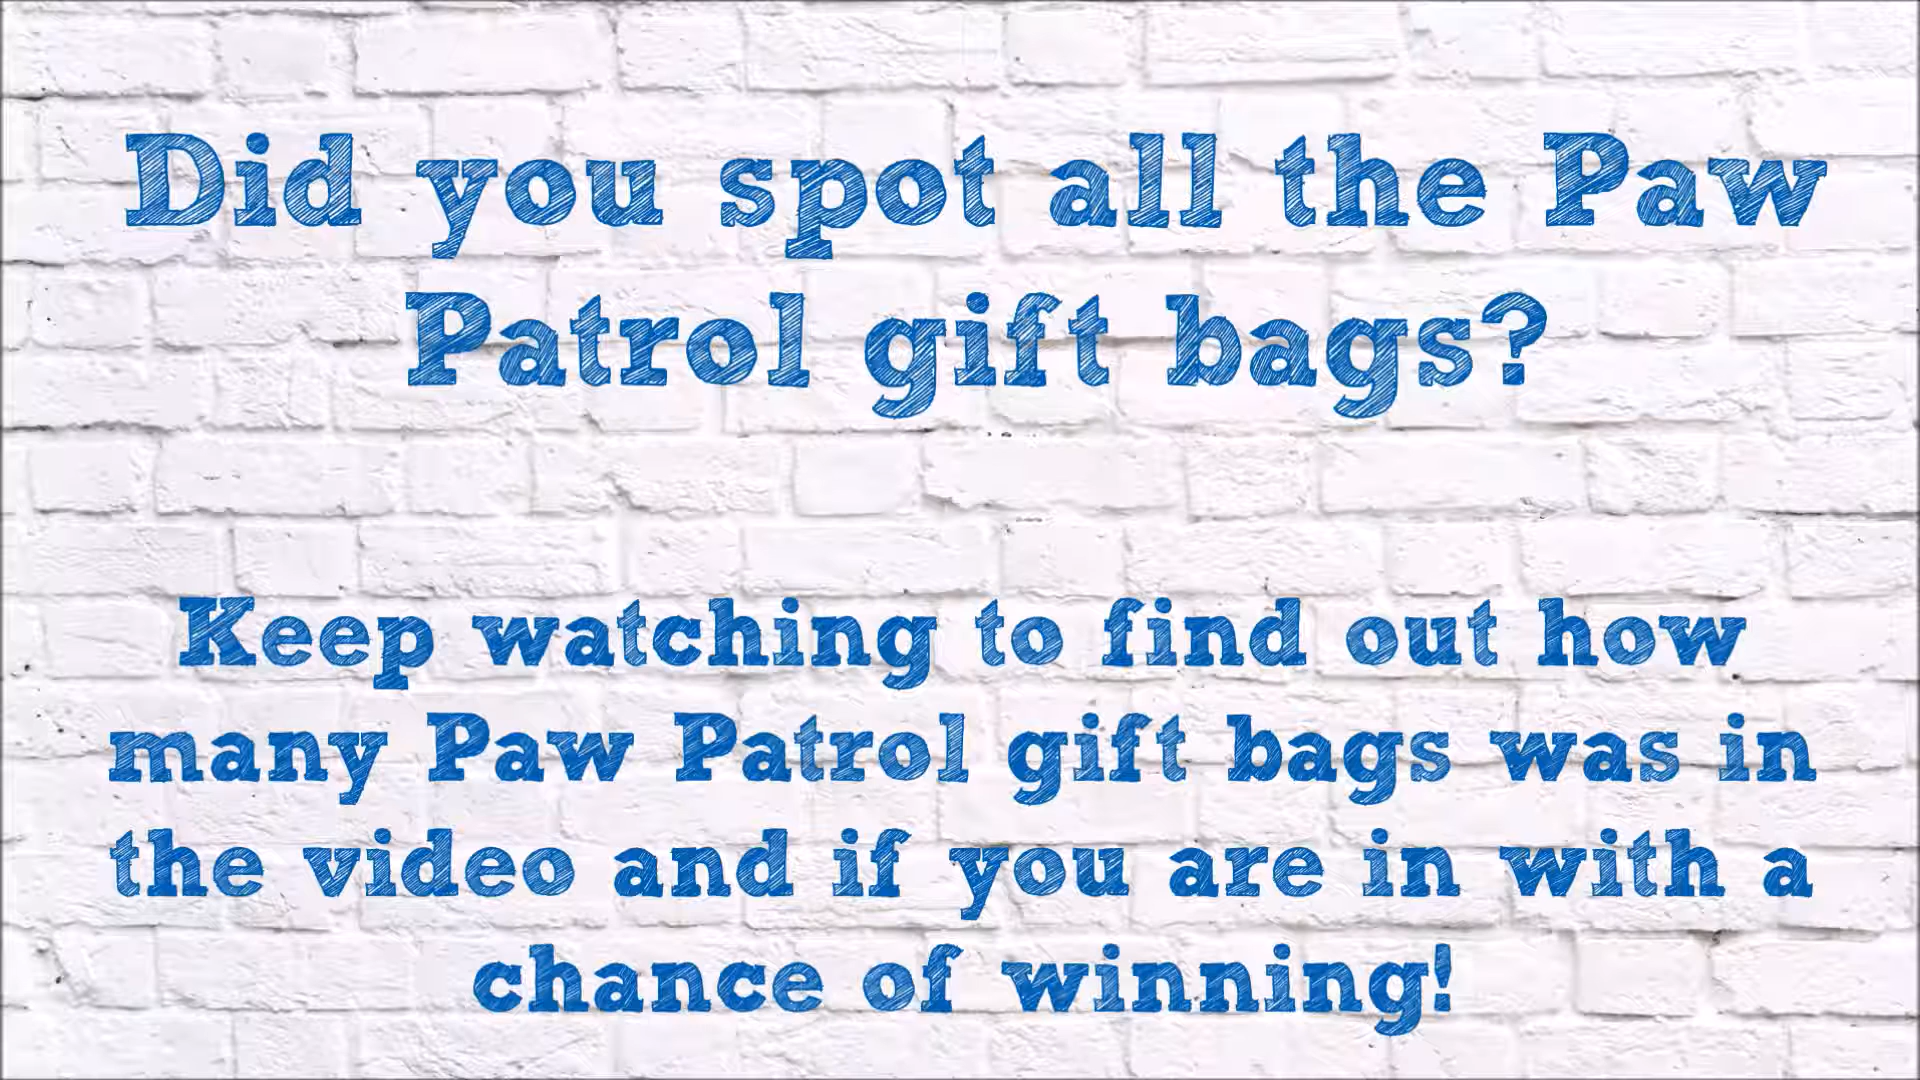 Did you spot all the Paw
Patrol gift bags?
Keep watching to find out how
many Paw Patrol gift bags was in
the video and if you are in with a
chance of winning!